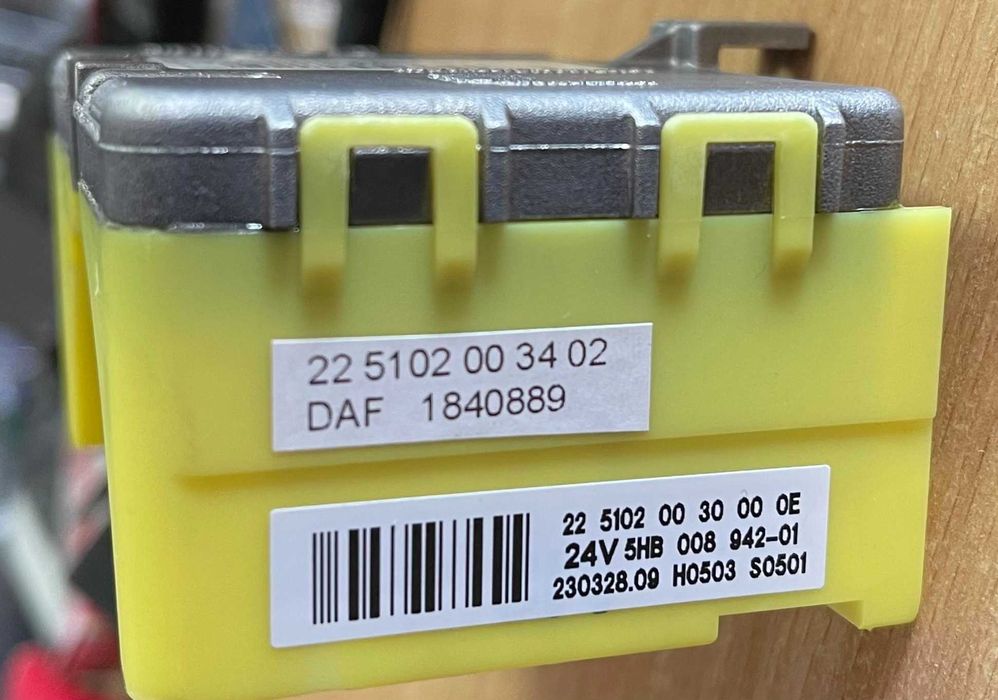 22 5102 00 34 02
DAF 1840889
22 5102 00 30 00 0E
24V 5HB 008 942-01
230328.09 H0503 S0501